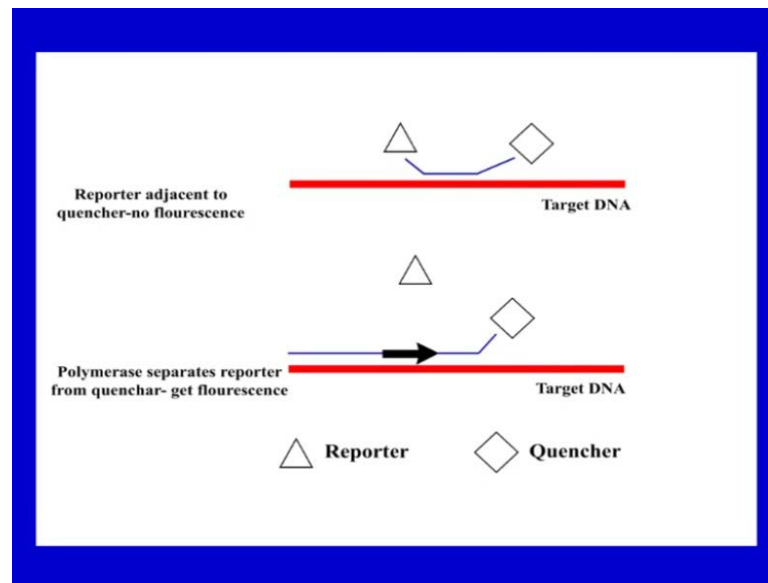 Reporter adjacent to
quencher-no flourescence
Target DNA
Polymerase separates reporter
from quenchar- get flourescence
Target DNA
Reporter
Quencher